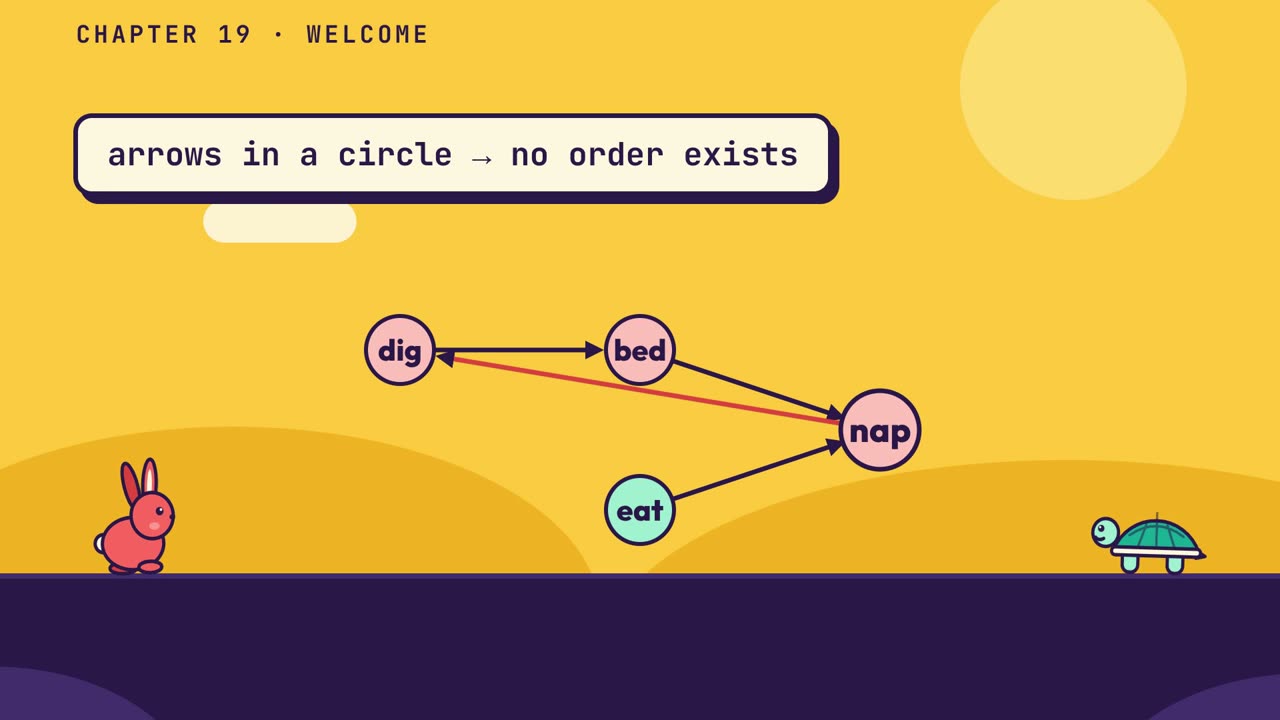 CHAPTER 19 · WELCOME
arrows in a circle → no order exists
dig
bed
nap
eat